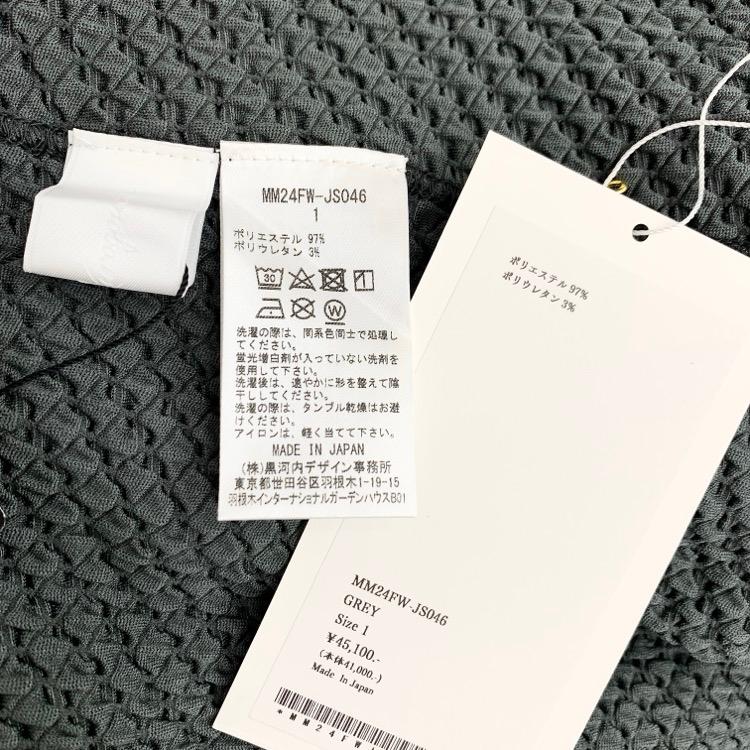 MM24FW-JS046
1
ポリエステル 97%
ポリウレタン 3%
30
W
洗濯の際は、同系色同士で処理し
てください。
蛍光増白剤が入っていない洗剤を
使用して下さい。
洗濯後は、速やかに形を整えて陰
干ししてください。
洗濯の際は、タンブル乾燥はお避
けください。
アイロンは、軽く当てて下さい。
MADE IN JAPAN
(株)黒河内デザイン事務所
東京都世田谷区羽根木1-19-15
羽根木インターナショナルガーデンハウスB01
ポリエステル 97%
ポリウレタン 3%
MM24FW-JS046
GREY
Size 1
¥45,100.-
(本体41,000.-)
Made In Japan
*MM24FW